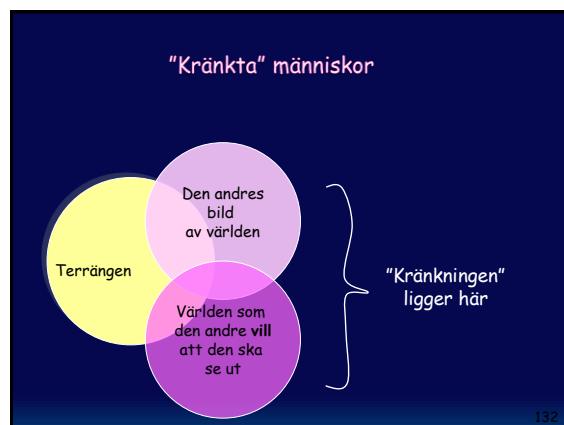 ”Kränkta” människor
Den andres
bild
av världen
Terrängen
”Kränkningen”
ligger här
Världen som
den andre vill
att den ska
se ut
132